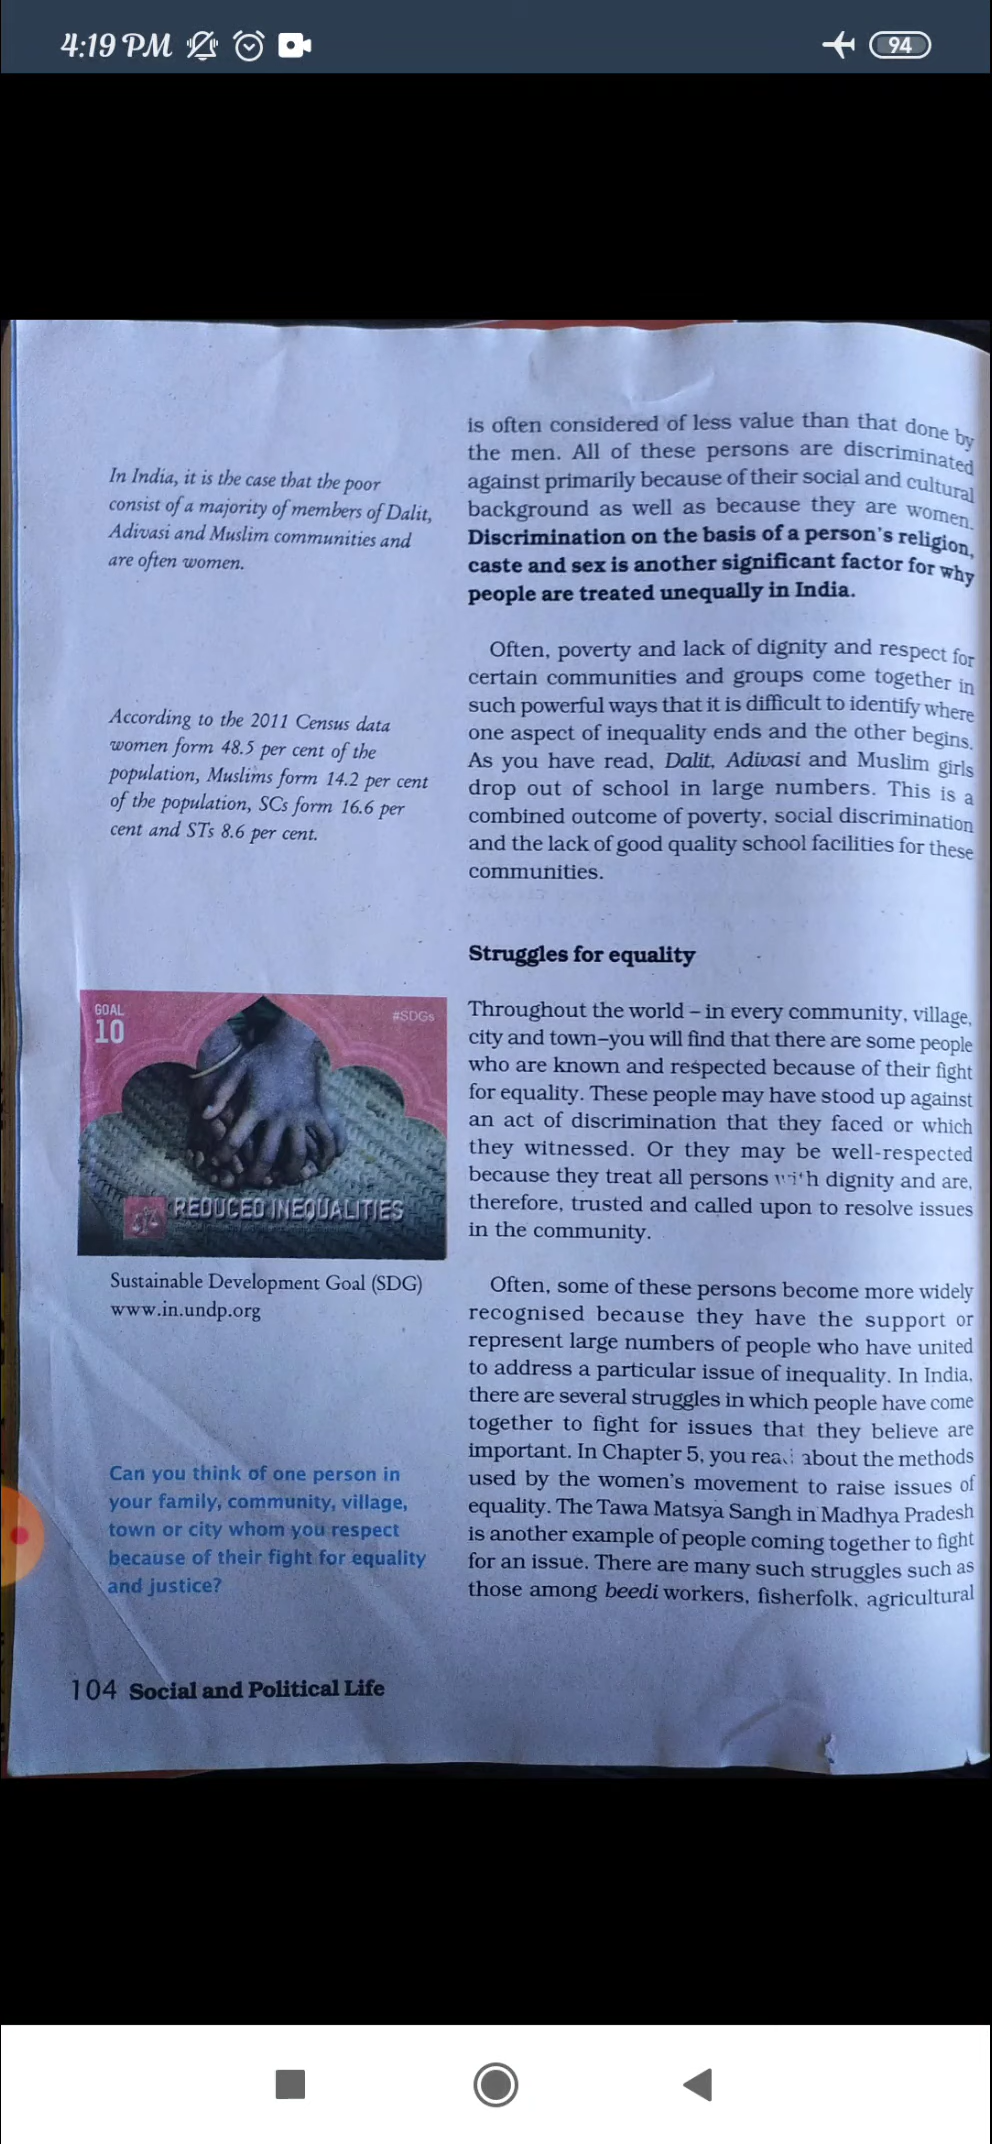 4:19 PM
94
In India, it is the case that the poor
consist of a majority of members of Dalit,
Adivasi and Muslim communities and
are often women.
According to the 2011 Census data
women form 48.5 per cent of the
population, Muslims form 14.2 per cent
of the population, SCs form 16.6 per
cent and STs 8.6 per cent.
GOAL
10
#SDGs
REDUCED INEQUALITIES
Sustainable Development Goal (SDG)
www.in.undp.org
Can you think of one person in
your family, community, village,
town or city whom you respect
because of their fight for equality
and justice?
is often considered of less value than that done by
the men. All of these persons are discriminated
against primarily because of their social and cultural
background as well as because they are women.
Discrimination on the basis of a person's religion,
caste and sex is another significant factor for why
people are treated unequally in India.
Often, poverty and lack of dignity and respect for
certain communities and groups come together in
such powerful ways that it is difficult to identify where
one aspect of inequality ends and the other begins.
As you have read, Dalit, Adivasi and Muslim girls
drop out of school in large numbers. This is a
combined outcome of poverty, social discrimination
and the lack of good quality school facilities for these
communities.
Struggles for equality
Throughout the world – in every community, village,
city and town–you will find that there are some people
who are known and respected because of their fight
for equality. These people may have stood up against
an act of discrimination that they faced or which
they witnessed. Or they may be well-respected
because they treat all persons with dignity and are,
therefore, trusted and called upon to resolve issues
in the community.
Often, some of these persons become more widely
recognised because they have the support or
represent large numbers of people who have united
to address a particular issue of inequality. In India,
there are several struggles in which people have come
together to fight for issues that they believe are
important. In Chapter 5, you read about the methods
used by the women's movement to raise issues of
equality. The Tawa Matsya Sangh in Madhya Pradesh
is another example of people coming together to fight
for an issue. There are many such struggles such as
those among beedi workers, fisherfolk, agricultural
104 Social and Political Life